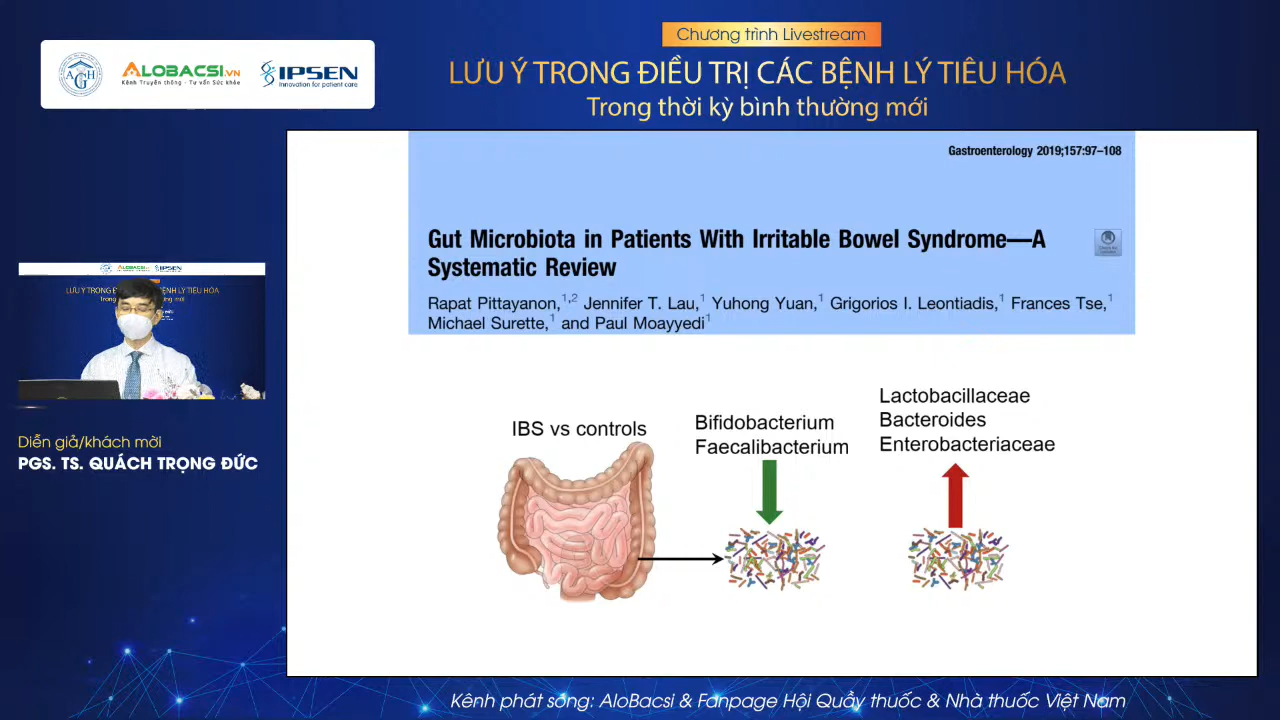 Chương trình Livestream
LƯU Ý TRONG ĐIỀU TRỊ CÁC BỆNH LÝ TIÊU HÓA
Trong thời kỳ bình thường mới
AGH
ALOBACSI.VN
Kênh Truyền thông - Tư vấn Sức khỏe
IPSEN
Innovation for patient care
Gastroenterology 2019;157:97–108
Gut Microbiota in Patients With Irritable Bowel Syndrome—A
Systematic Review
Rapat Pittayanon,1,2 Jennifer T. Lau,1 Yuhong Yuan,1 Grigorios I. Leontiadis,1 Frances Tse,1
Michael Surette,1 and Paul Moayyedi1
ALOBACSI
IPSEN
Diễn giả/khách mời
PGS. TS. QUÁCH TRỌNG ĐỨC
IBS vs controls
Bifidobacterium
Faecalibacterium
Lactobacillaceae
Bacteroides
Enterobacteriaceae
Kênh phát sóng: AloBacsi & Fanpage Hội Quầy thuốc & Nhà thuốc Việt Nam